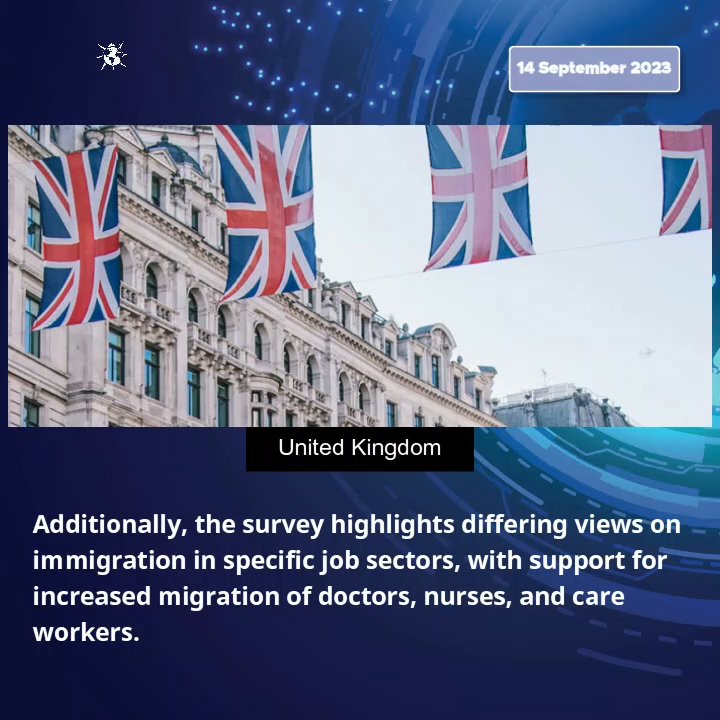 14 September 2023
United Kingdom
Additionally, the survey highlights differing views on
immigration in specific job sectors, with support for
increased migration of doctors, nurses, and care
workers.